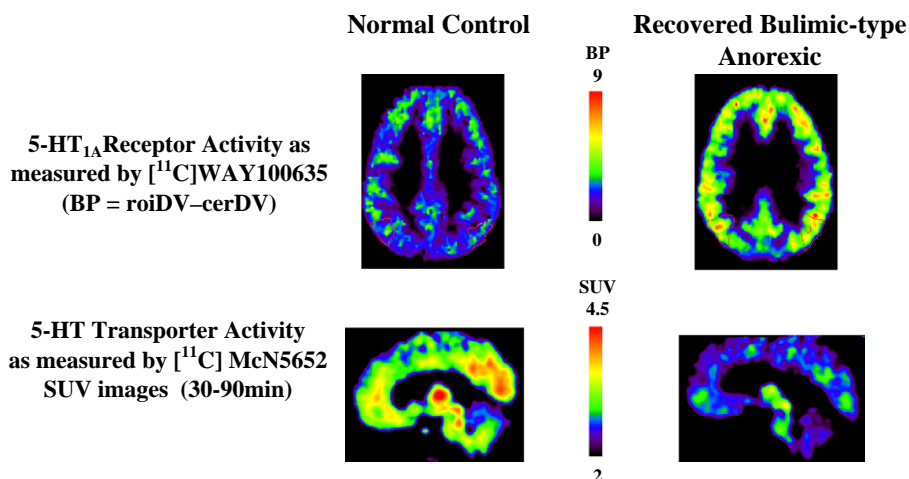 Normal Control
Recovered Bulimic-type
Anorexic
BP
9
5-HT1AReceptor Activity as
measured by [11C]WAY100635
(BP = roiDV–cerDV)
0
SUV
4.5
5-HT Transporter Activity
as measured by [11C] McN5652
SUV images (30-90min)
2